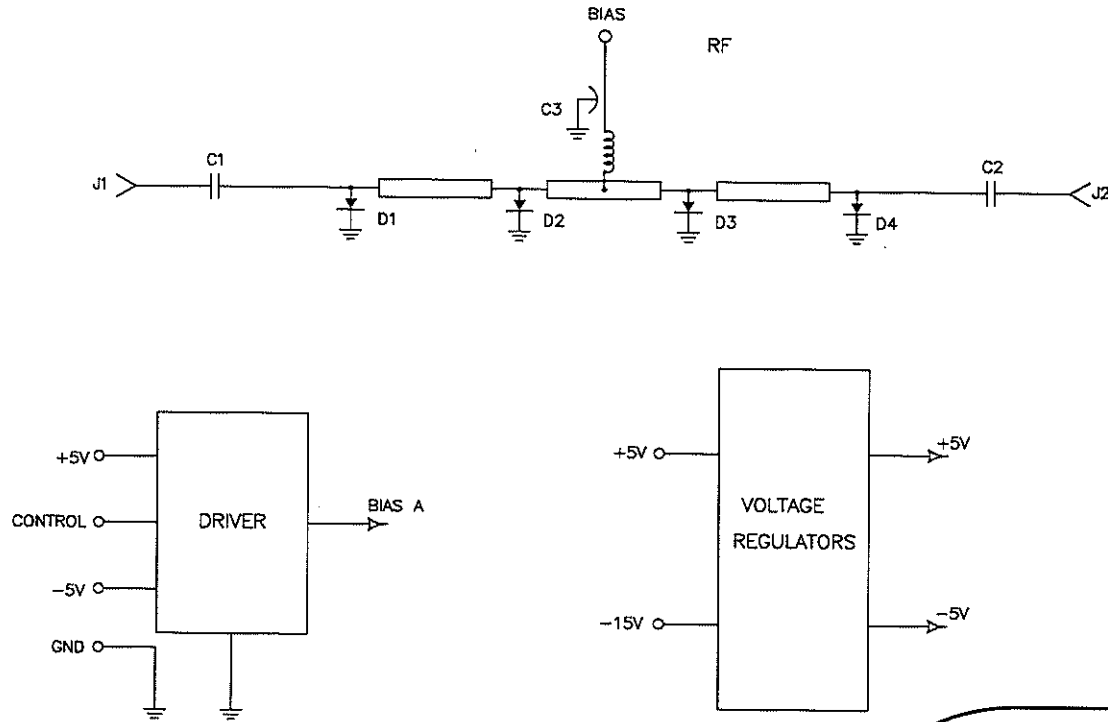 BIAS
RF
C3
C1
C2
J1
J2
D1
D2
D3
D4
+5V
CONTROL
-5V
GND
DRIVER
BIAS A
+5V
-15V
VOLTAGE
REGULATORS
+5V
-5V